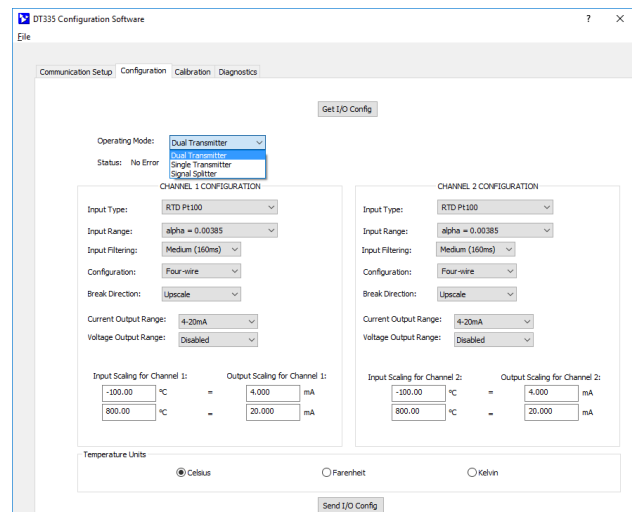 DT335 Configuration Software ? X
File
Communication Setup Configuration Calibration Diagnostics
Get I/O Config
Operating Mode: Dual Transmitter
Dual Transmitter
Single Transmitter
Signal Splitter
Status: No Error
CHANNEL 1 CONFIGURATION
Input Type: RTD Pt100
Input Range: alpha = 0.00385
Input Filtering: Medium (160ms)
Configuration: Four-wire
Break Direction: Upscale
Current Output Range: 4-20mA
Voltage Output Range: Disabled
Input Scaling for Channel 1: Output Scaling for Channel 1:
-100.00 °C = 4.000 mA
800.00 °C = 20.000 mA
CHANNEL 2 CONFIGURATION
Input Type: RTD Pt100
Input Range: alpha = 0.00385
Input Filtering: Medium (160ms)
Configuration: Four-wire
Break Direction: Upscale
Current Output Range: 4-20mA
Voltage Output Range: Disabled
Input Scaling for Channel 2: Output Scaling for Channel 2:
-100.00 °C = 4.000 mA
800.00 °C = 20.000 mA
Temperature Units
Celsius Farenheit Kelvin
Send I/O Config